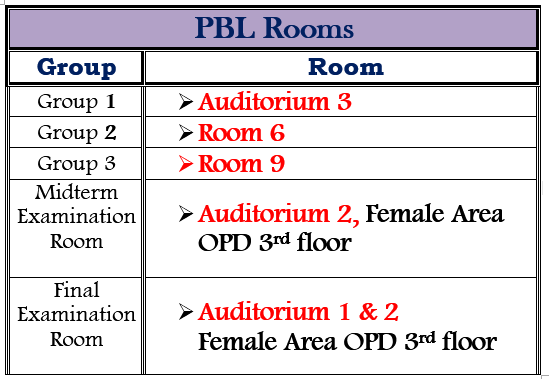 PBL Rooms
Group Room
Group 1 ➢ Auditorium 3
Group 2 ➢ Room 6
Group 3 ➢ Room 9
Midterm
Examination
Room
➢ Auditorium 2, Female Area
OPD 3rd floor
Final
Examination
Room
➢ Auditorium 1 & 2
Female Area OPD 3rd floor